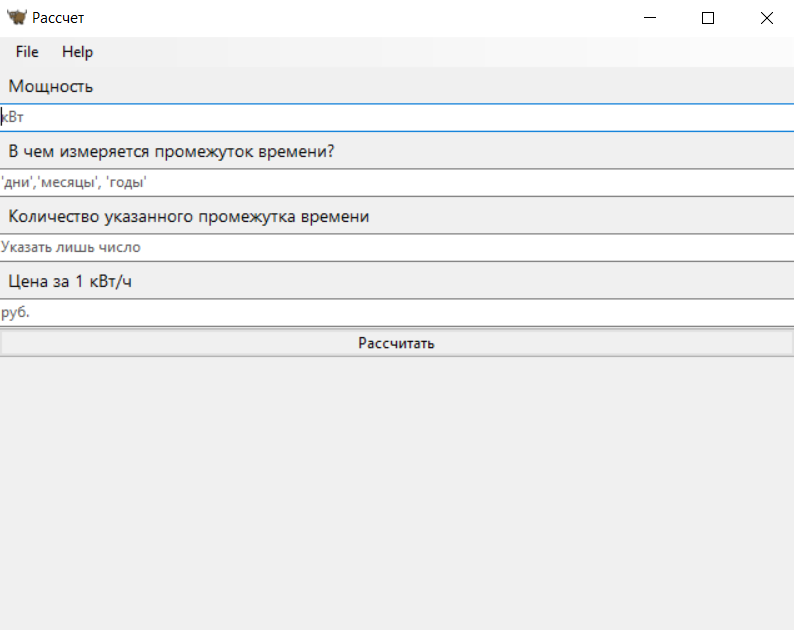 Рассчет
File Help
Мощность
кВт
В чем измеряется промежуток времени?
'дни','месяцы', 'годы'
Количество указанного промежутка времени
Указать лишь число
Цена за 1 кВт/ч
руб.
Рассчитать